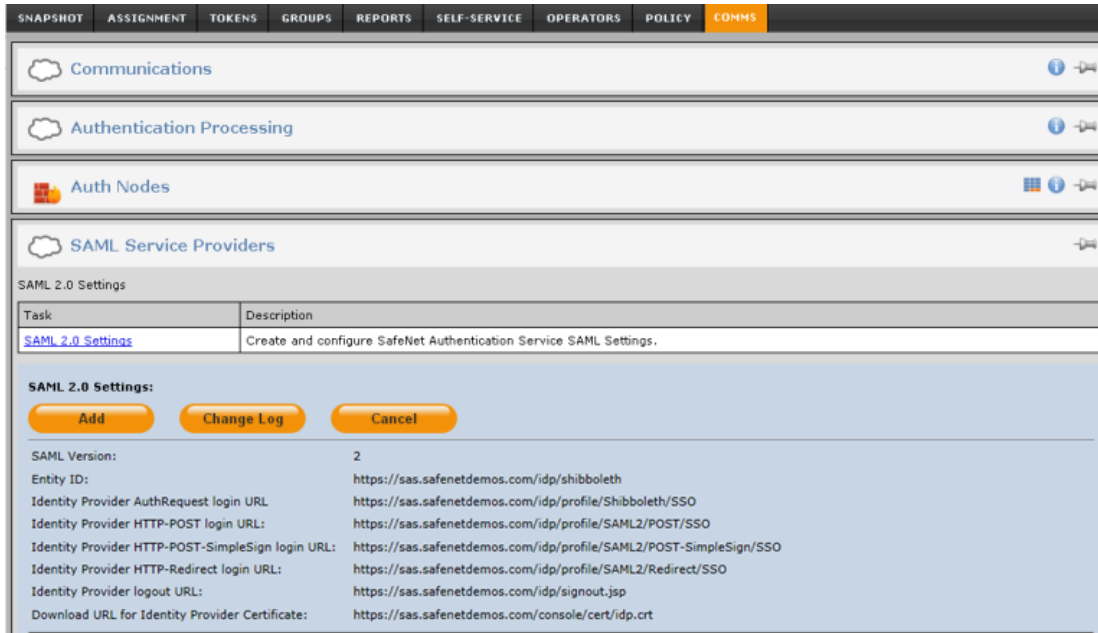 SNAPSHOT ASSIGNMENT TOKENS GROUPS REPORTS SELF-SERVICE OPERATORS POLICY COMMS
Communications
Authentication Processing
Auth Nodes
SAML Service Providers
SAML 2.0 Settings
Task Description
SAML 2.0 Settings Create and configure SafeNet Authentication Service SAML Settings.
SAML 2.0 Settings:
Add Change Log Cancel
SAML Version: 2
Entity ID: https://sas.safenetdemos.com/idp/shibboleth
Identity Provider AuthRequest login URL https://sas.safenetdemos.com/idp/profile/Shibboleth/SSO
Identity Provider HTTP-POST login URL: https://sas.safenetdemos.com/idp/profile/SAML2/POST/SSO
Identity Provider HTTP-POST-SimpleSign login URL: https://sas.safenetdemos.com/idp/profile/SAML2/POST-SimpleSign/SSO
Identity Provider HTTP-Redirect login URL: https://sas.safenetdemos.com/idp/profile/SAML2/Redirect/SSO
Identity Provider logout URL: https://sas.safenetdemos.com/idp/signout.jsp
Download URL for Identity Provider Certificate: https://sas.safenetdemos.com/console/cert/idp.crt